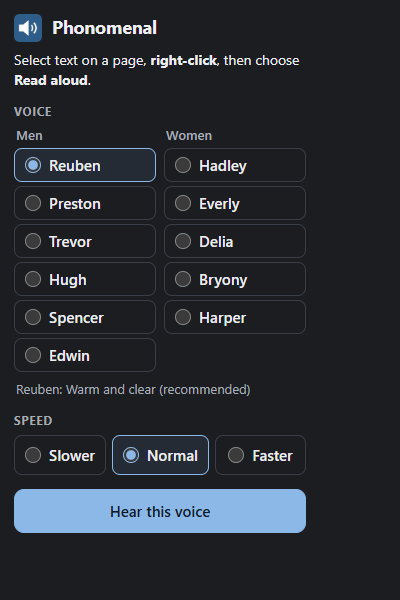 Phonomenal
Select text on a page, right-click, then choose
Read aloud.
VOICE
Men
Women
Reuben
Hadley
Preston
Everly
Trevor
Delia
Hugh
Bryony
Spencer
Harper
Edwin
Reuben: Warm and clear (recommended)
SPEED
Slower
Normal
Faster
Hear this voice